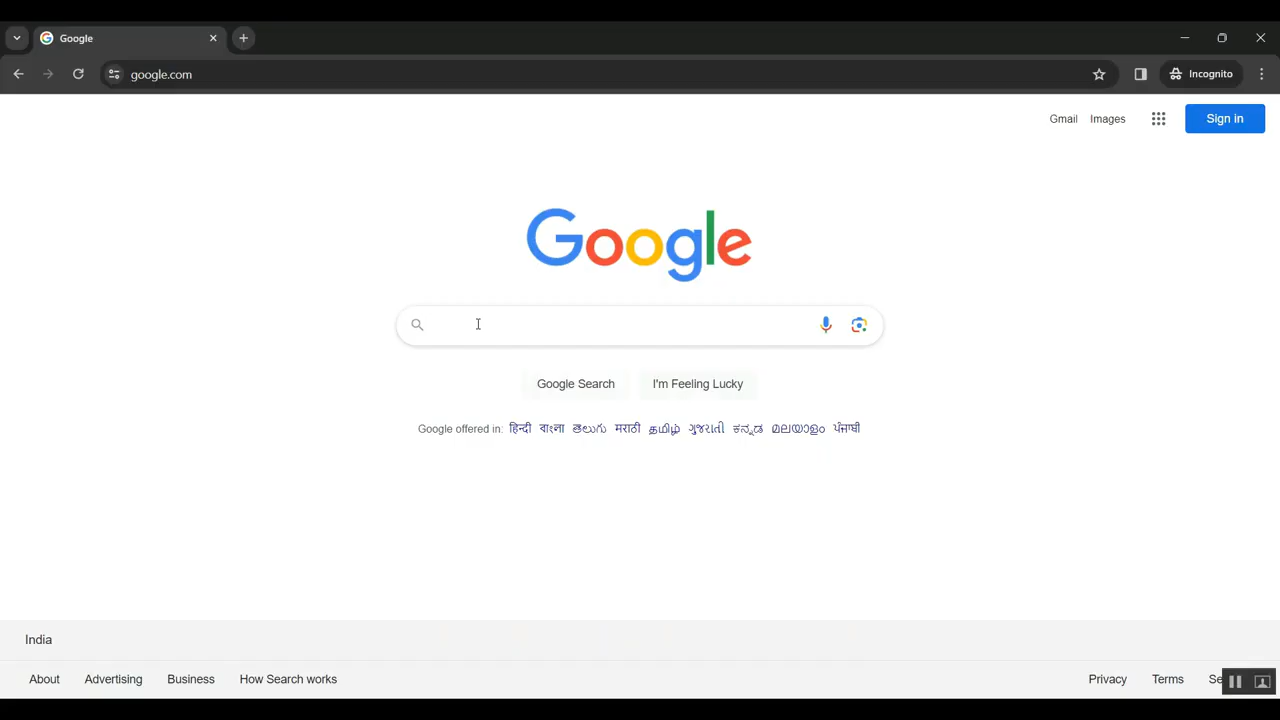 Google
google.com
Incognito
Gmail Images Sign in
Google
Google Search I'm Feeling Lucky
Google offered in: हिन्दी বাংলা తెలుగు मराठी தமிழ் ગુજરાતી ಕನ್ನಡ മലയാളം ਪੰਜਾਬੀ
India
About Advertising Business How Search works Privacy Terms Se